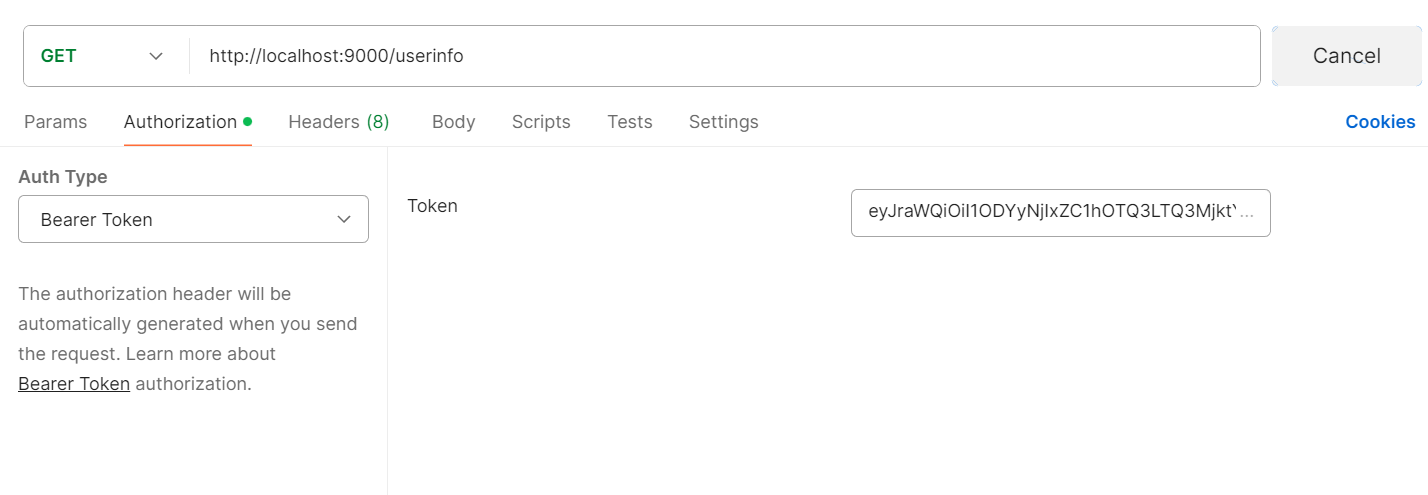 GET http://localhost:9000/userinfo Cancel
Params Authorization Headers (8) Body Scripts Tests Settings Cookies
Auth Type
Bearer Token
The authorization header will be
automatically generated when you send
the request. Learn more about
Bearer Token authorization.
Token